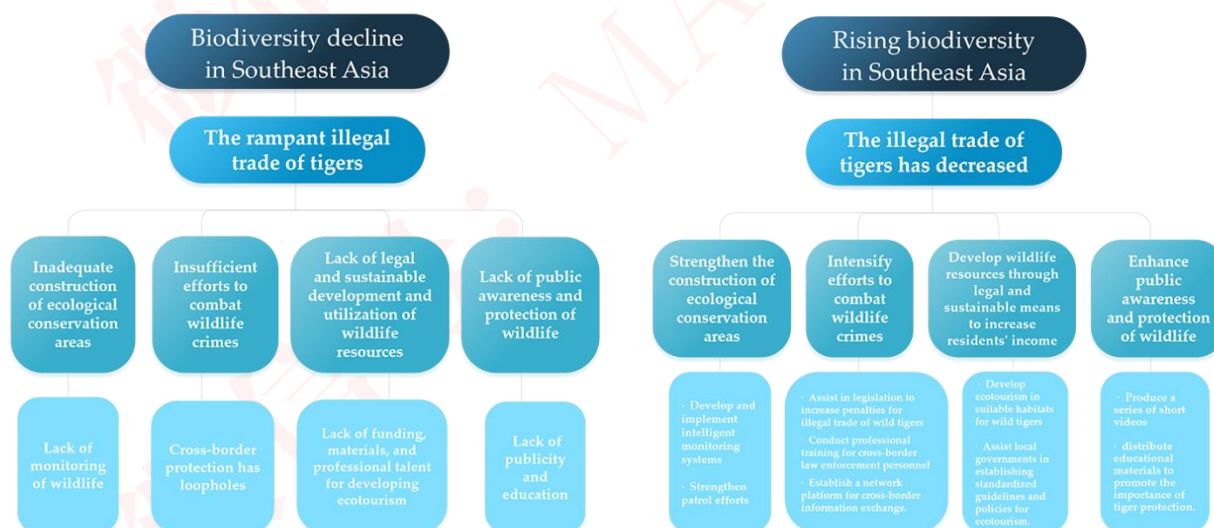 Biodiversity decline
in Southeast Asia
The rampant illegal
trade of tigers
Inadequate
construction
of ecological
conservation
areas
Insufficient
efforts to
combat
wildlife
crimes
Lack of legal
and sustainable
development and
utilization of
wildlife
resources
Lack of public
awareness and
protection of
wildlife
Lack of
monitoring
of wildlife
Cross-border
protection has
loopholes
Lack of funding,
materials, and
professional talent
for developing
ecotourism
Lack of
publicity
and
education
Rising biodiversity
in Southeast Asia
The illegal trade of
tigers has decreased
Strengthen the
construction of
ecological
conservation
areas
Intensify
efforts to
combat
wildlife
crimes
Develop wildlife
resources through
legal and
sustainable means
to increase
residents' income
Enhance
public
awareness
and protection
of wildlife
· Develop and
implement
intelligent
monitoring
systems
· Strengthen
patrol efforts
· Assist in legislation to
increase penalties for
illegal trade of wild tigers
· Conduct professional
training for cross-border
law enforcement personnel
· Establish a network
platform for cross-border
information exchange.
· Develop
ecotourism in
suitable habitats
for wild tigers
· Assist local
governments in
establishing
standardized
guidelines and
policies for
ecotourism.
· Produce a
series of short
videos
· distribute
educational
materials to
promote the
importance of
tiger protection.